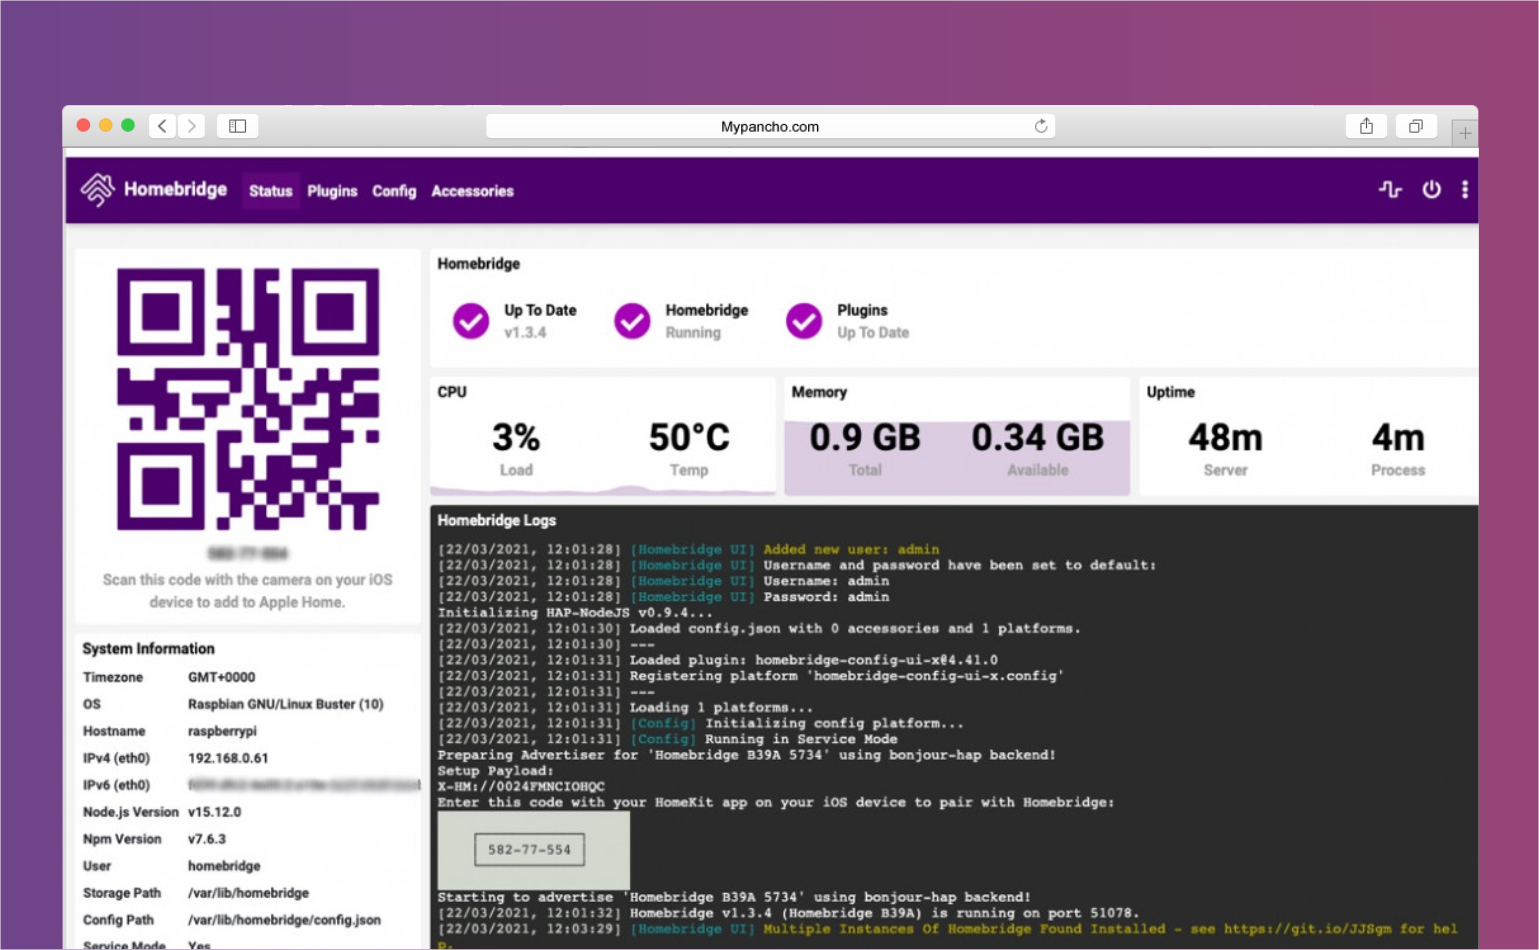 Mypancho.com
Homebridge Status Plugins Config Accessories
Scan this code with the camera on your iOS
device to add to Apple Home.
System Information
Timezone GMT+0000
OS Raspbian GNU/Linux Buster (10)
Hostname raspberrypi
IPv4 (eth0) 192.168.0.61
IPv6 (eth0)
Node.js Version v15.12.0
Npm Version v7.6.3
User homebridge
Storage Path /var/lib/homebridge
Config Path /var/lib/homebridge/config.json
Service Mode Yes
Homebridge
Up To Date
v1.3.4
Homebridge
Running
Plugins
Up To Date
CPU
3%
Load
50°C
Temp
Memory
0.9 GB
Total
0.34 GB
Available
Uptime
48m
Server
4m
Process
Homebridge Logs
[22/03/2021, 12:01:28] [Homebridge UI] Added new user: admin
[22/03/2021, 12:01:28] [Homebridge UI] Username and password have been set to default:
[22/03/2021, 12:01:28] [Homebridge UI] Username: admin
[22/03/2021, 12:01:28] [Homebridge UI] Password: admin
Initializing HAP-NodeJS v0.9.4...
[22/03/2021, 12:01:30] Loaded config.json with 0 accessories and 1 platforms.
[22/03/2021, 12:01:30] ---
[22/03/2021, 12:01:31] Loaded plugin: homebridge-config-ui-x@4.41.0
[22/03/2021, 12:01:31] Registering platform 'homebridge-config-ui-x.config'
[22/03/2021, 12:01:31] ---
[22/03/2021, 12:01:31] Loading 1 platforms...
[22/03/2021, 12:01:31] [Config] Initializing config platform...
[22/03/2021, 12:01:31] [Config] Running in Service Mode
Preparing Advertiser for 'Homebridge B39A 5734' using bonjour-hap backend!
Setup Payload:
X-HM://0024FMNCIOHQC
Enter this code with your HomeKit app on your iOS device to pair with Homebridge:
582-77-554
Starting to advertise 'Homebridge B39A 5734' using bonjour-hap backend!
[22/03/2021, 12:01:32] Homebridge v1.3.4 (Homebridge B39A) is running on port 51078.
[22/03/2021, 12:03:29] [Homebridge UI] Multiple Instances Of Homebridge Found Installed - see https://git.io/JJSgm for hel
p.